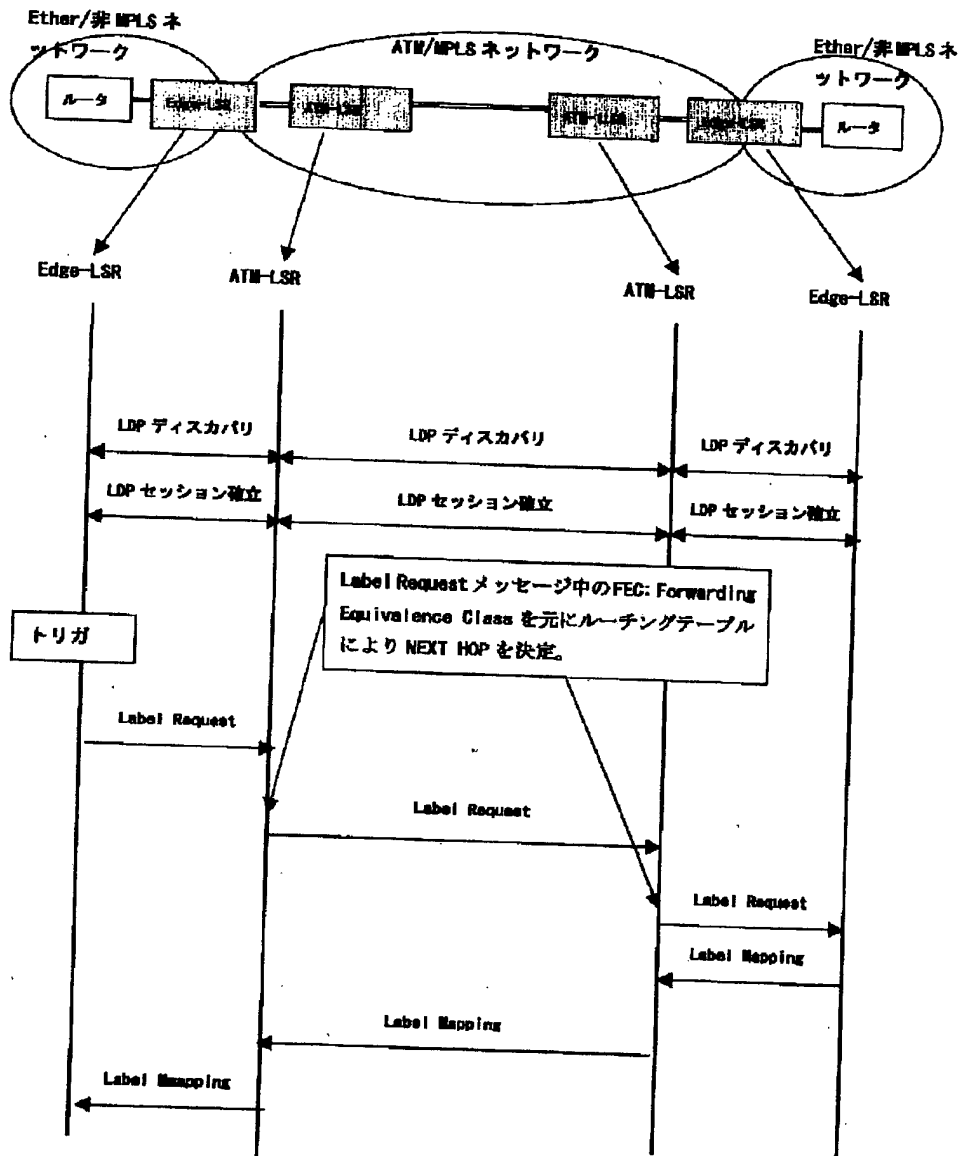 Ether/非MPLSネ
ットワーク
ATM/MPLSネットワーク
Ether/非MPLSネ
ットワーク
ルータ
Edge-LSR
ATM-LSR
ATM-LSR
Edge-LSR
ルータ
Edge-LSR
ATM-LSR
ATM-LSR
Edge-LSR
LDPディスカバリ
LDPディスカバリ
LDPディスカバリ
LDPセッション確立
LDPセッション確立
LDPセッション確立
Label Requestメッセージ中のFEC: Forwarding
Equivalence Classを元にルーチングテーブル
によりNEXT HOPを決定。
トリガ
Label Request
Label Request
Label Request
Label Mapping
Label Mapping
Label Mmapping